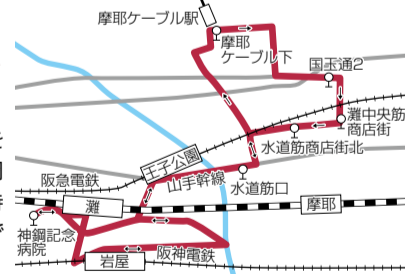 摩耶ケーブル駅
摩耶
ケーブル下
国玉通2
灘中央筋
商店街
水道筋商店街北
王子公園
山手幹線
水道筋口
阪急電鉄
灘
摩耶
神鋼記念
病院
阪神電鉄
岩屋